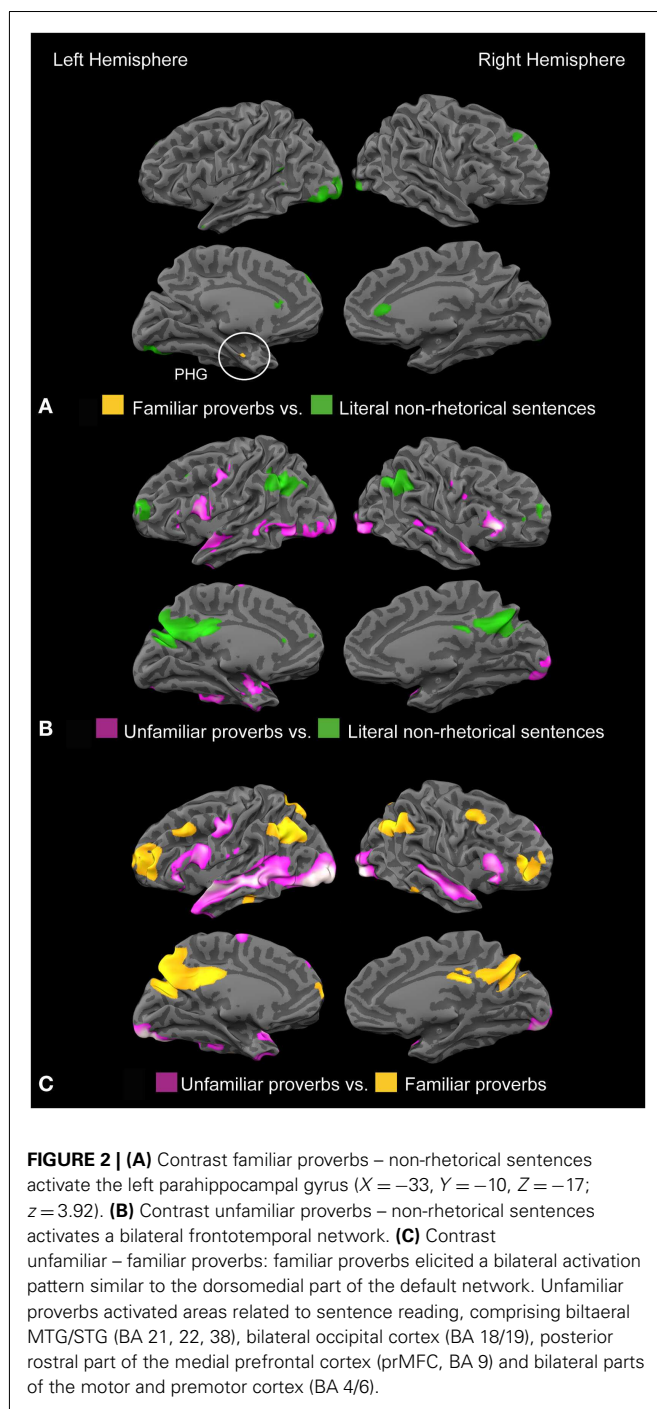 Left Hemisphere Right Hemisphere
PHG
A Familiar proverbs vs. Literal non-rhetorical sentences
B Unfamiliar proverbs vs. Literal non-rhetorical sentences
C Unfamiliar proverbs vs. Familiar proverbs
FIGURE 2 | (A) Contrast familiar proverbs – non-rhetorical sentences
activate the left parahippocampal gyrus (X = −33, Y = −10, Z = −17;
z = 3.92). (B) Contrast unfamiliar proverbs – non-rhetorical sentences
activates a bilateral frontotemporal network. (C) Contrast
unfamiliar – familiar proverbs: familiar proverbs elicited a bilateral activation
pattern similar to the dorsomedial part of the default network. Unfamiliar
proverbs activated areas related to sentence reading, comprising biltaeral
MTG/STG (BA 21, 22, 38), bilateral occipital cortex (BA 18/19), posterior
rostral part of the medial prefrontal cortex (prMFC, BA 9) and bilateral parts
of the motor and premotor cortex (BA 4/6).